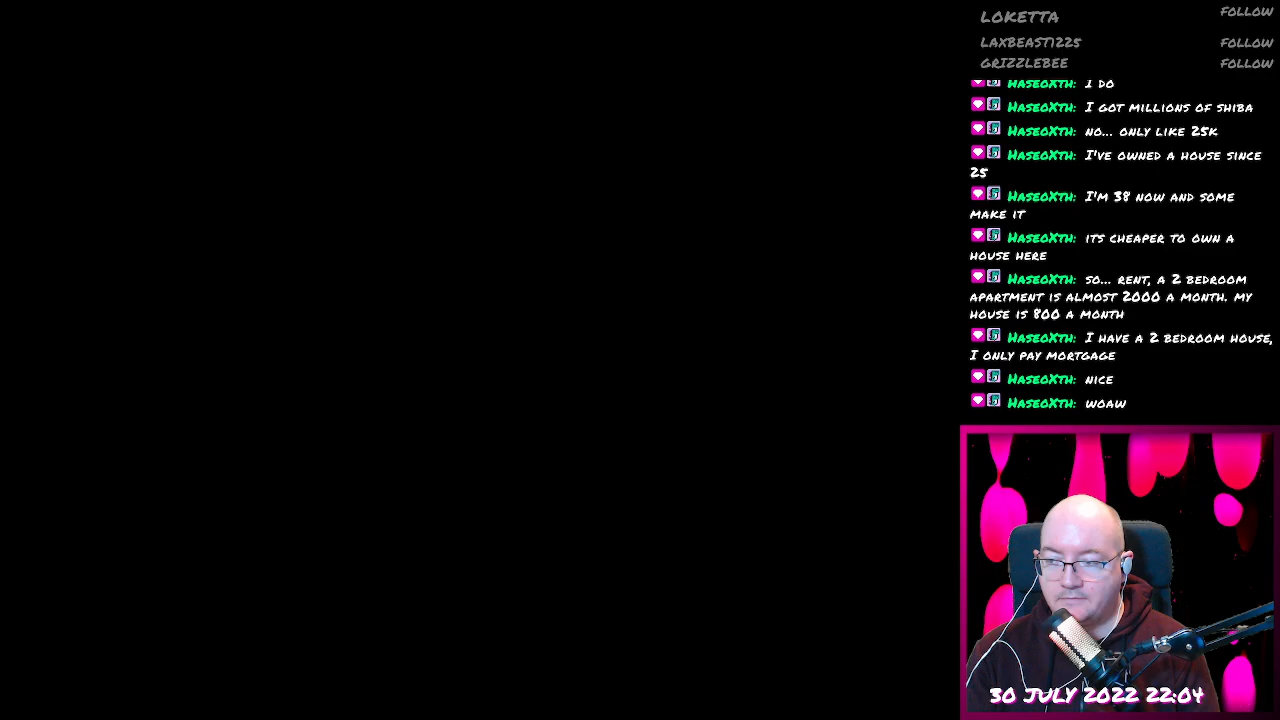 LOKETTA FOLLOW
LAXBEAST1225 FOLLOW
GRIZZLEBEE FOLLOW
HaseoXth: I do
HaseoXth: I got millions of shiba
HaseoXth: no... only like 25k
HaseoXth: I've owned a house since
25
HaseoXth: I'm 38 now and some
make it
HaseoXth: its cheaper to own a
house here
HaseoXth: so... rent, a 2 bedroom
apartment is almost 2000 a month. my
house is 800 a month
HaseoXth: I have a 2 bedroom house,
I only pay mortgage
HaseoXth: nice
HaseoXth: woaw
30 JULY 2022 22:04